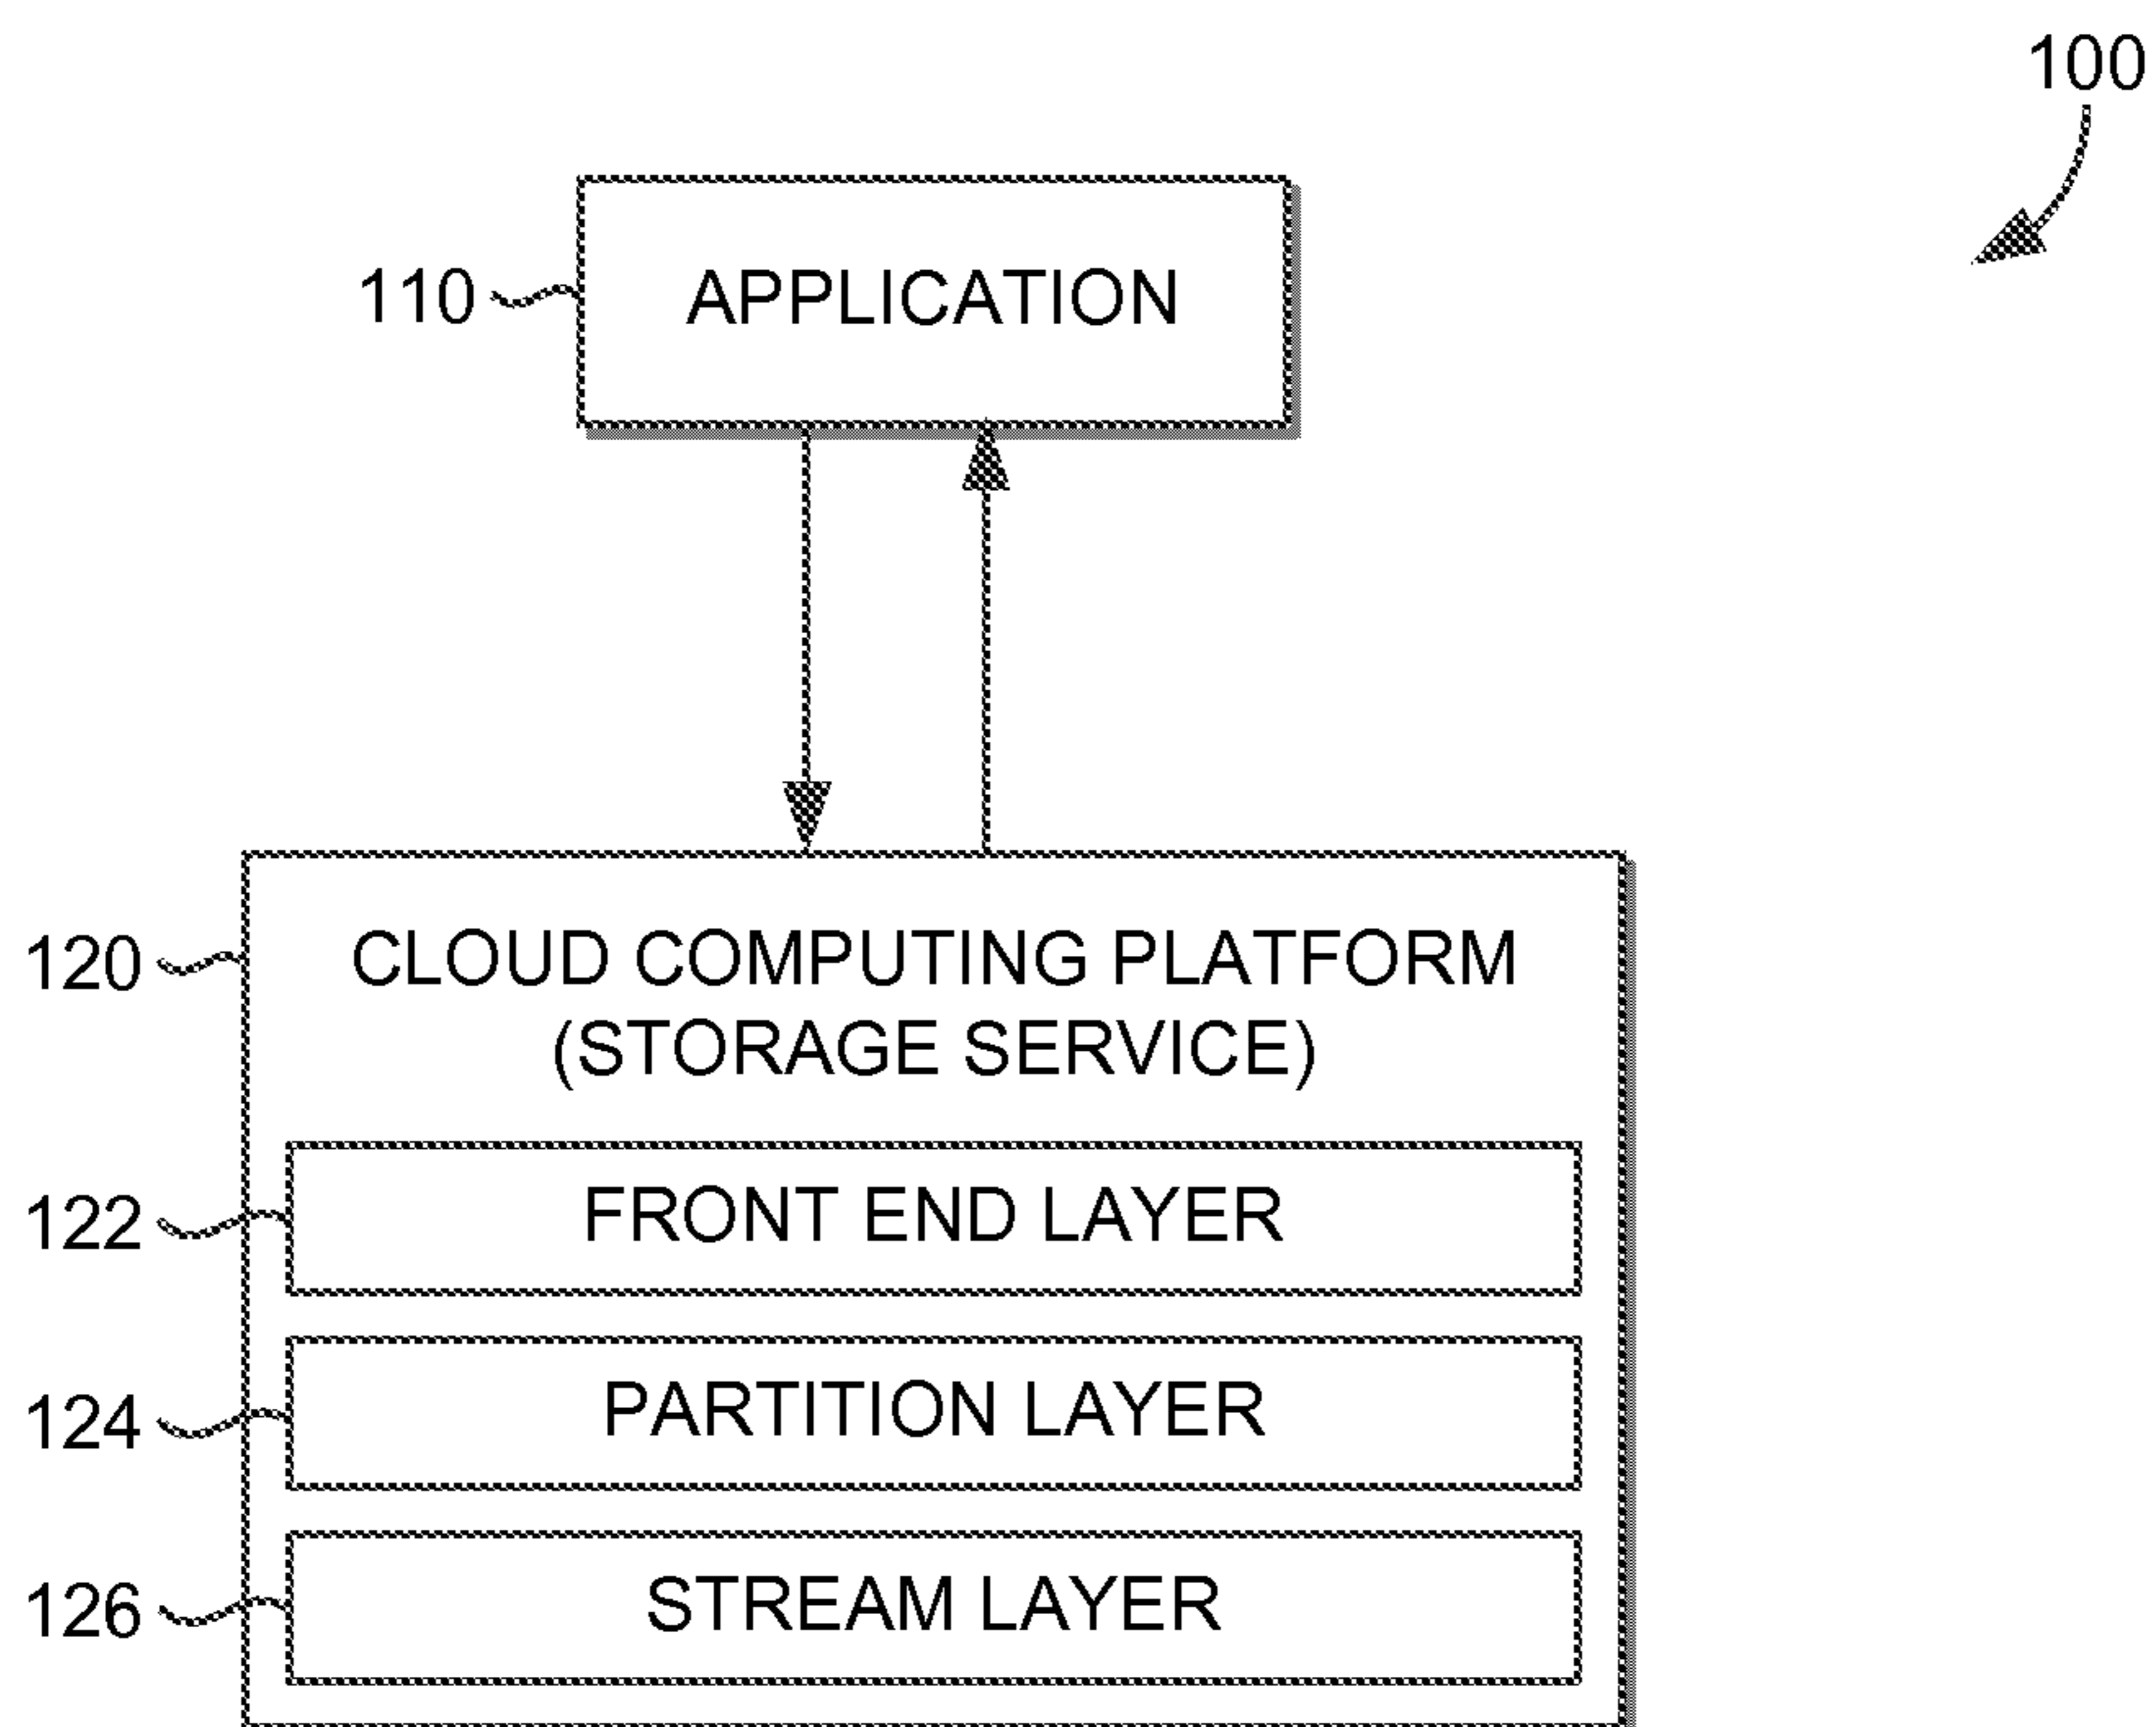 100
110 APPLICATION
120 CLOUD COMPUTING PLATFORM
(STORAGE SERVICE)
122 FRONT END LAYER
124 PARTITION LAYER
126 STREAM LAYER